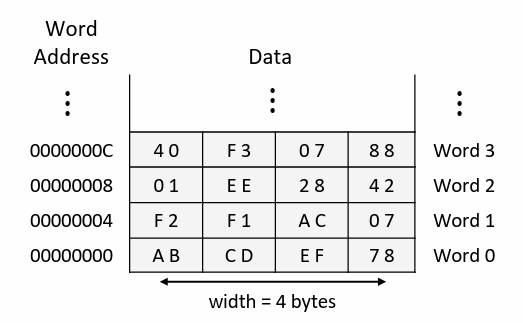 Word
Address
Data
0000000C 40 F3 07 88 Word 3
00000008 01 EE 28 42 Word 2
00000004 F2 F1 AC 07 Word 1
00000000 AB CD EF 78 Word 0
width = 4 bytes